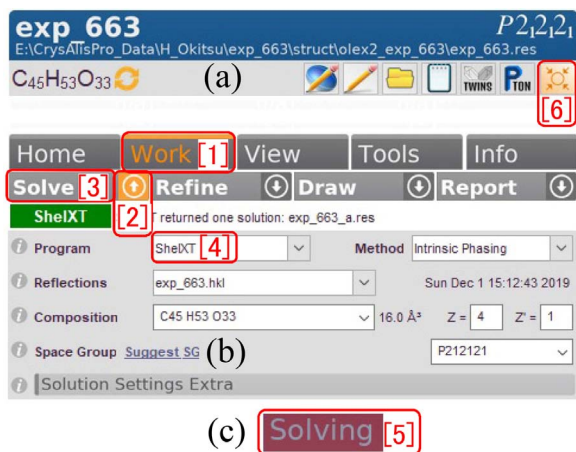 exp_663 P2₁2₁2₁
E:\CrysAlisPro_Data\H_Okitsu\exp_663\struct\olex2_exp_663\exp_663.res
C₄₅H₅₃O₃₃ (a) TWINS PTON
[6]
Home Work [1] View Tools Info
Solve [3] Refine Draw Report
ShelXT [2] returned one solution: exp_663_a.res
Program ShelXT [4] Method Intrinsic Phasing
Reflections exp_663.hkl Sun Dec 1 15:12:43 2019
Composition C45 H53 O33 16.0 Å³ Z = 4 Z' = 1
Space Group Suggest SG (b) P212121
Solution Settings Extra
(c) Solving [5]